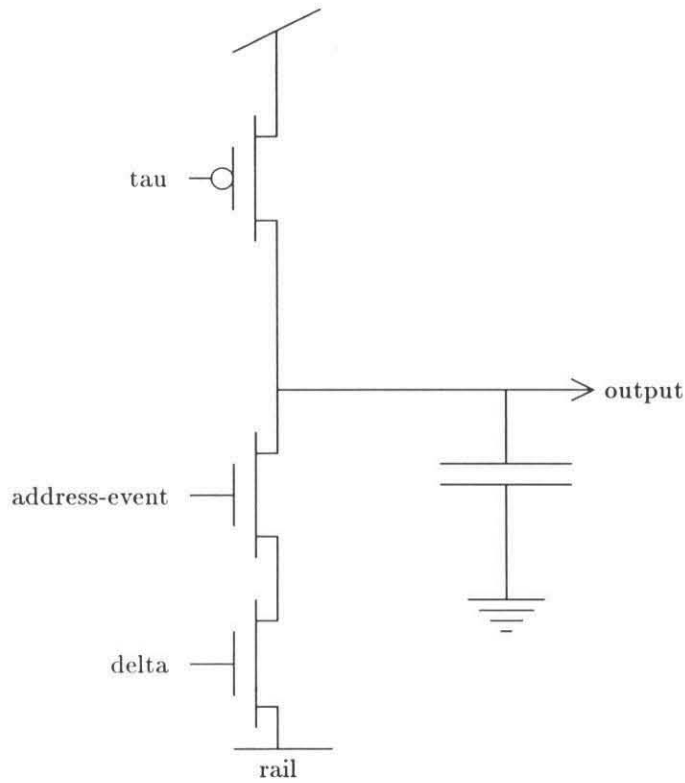 tau
output
address-event
delta
rail